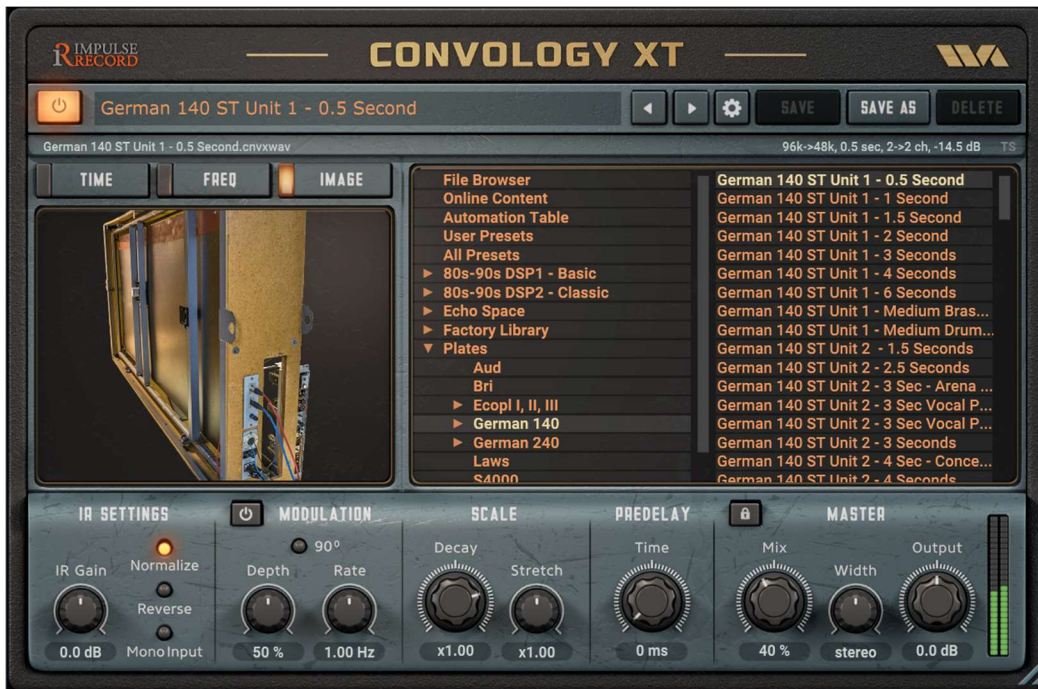 IMPULSE RECORD
CONVOLOGY XT
German 140 ST Unit 1 - 0.5 Second
SAVE
SAVE AS
DELETE
German 140 ST Unit 1 - 0.5 Second.cnvxwav
96k->48k, 0.5 sec, 2->2 ch, -14.5 dB
TS
TIME
FREQ
IMAGE
File Browser
Online Content
Automation Table
User Presets
All Presets
80s-90s DSP1 - Basic
80s-90s DSP2 - Classic
Echo Space
Factory Library
Plates
Aud
Bri
Ecopl I, II, III
German 140
German 240
Laws
S4000
German 140 ST Unit 1 - 0.5 Second
German 140 ST Unit 1 - 1 Second
German 140 ST Unit 1 - 1.5 Second
German 140 ST Unit 1 - 2 Second
German 140 ST Unit 1 - 3 Seconds
German 140 ST Unit 1 - 4 Seconds
German 140 ST Unit 1 - 6 Seconds
German 140 ST Unit 1 - Medium Bras...
German 140 ST Unit 1 - Medium Drum...
German 140 ST Unit 2 - 1.5 Seconds
German 140 ST Unit 2 - 2.5 Seconds
German 140 ST Unit 2 - 3 Sec - Arena ...
German 140 ST Unit 2 - 3 Sec Vocal P...
German 140 ST Unit 2 - 3 Sec Vocal P...
German 140 ST Unit 2 - 3 Seconds
German 140 ST Unit 2 - 4 Sec - Conce...
German 140 ST Unit 2 - 4 Seconds
IR SETTINGS
IR Gain
0.0 dB
Normalize
Reverse
Mono Input
MODULATION
90°
Depth
50 %
Rate
1.00 Hz
SCALE
Decay
x1.00
Stretch
x1.00
PREDELAY
Time
0 ms
MASTER
Mix
40 %
Width
stereo
Output
0.0 dB